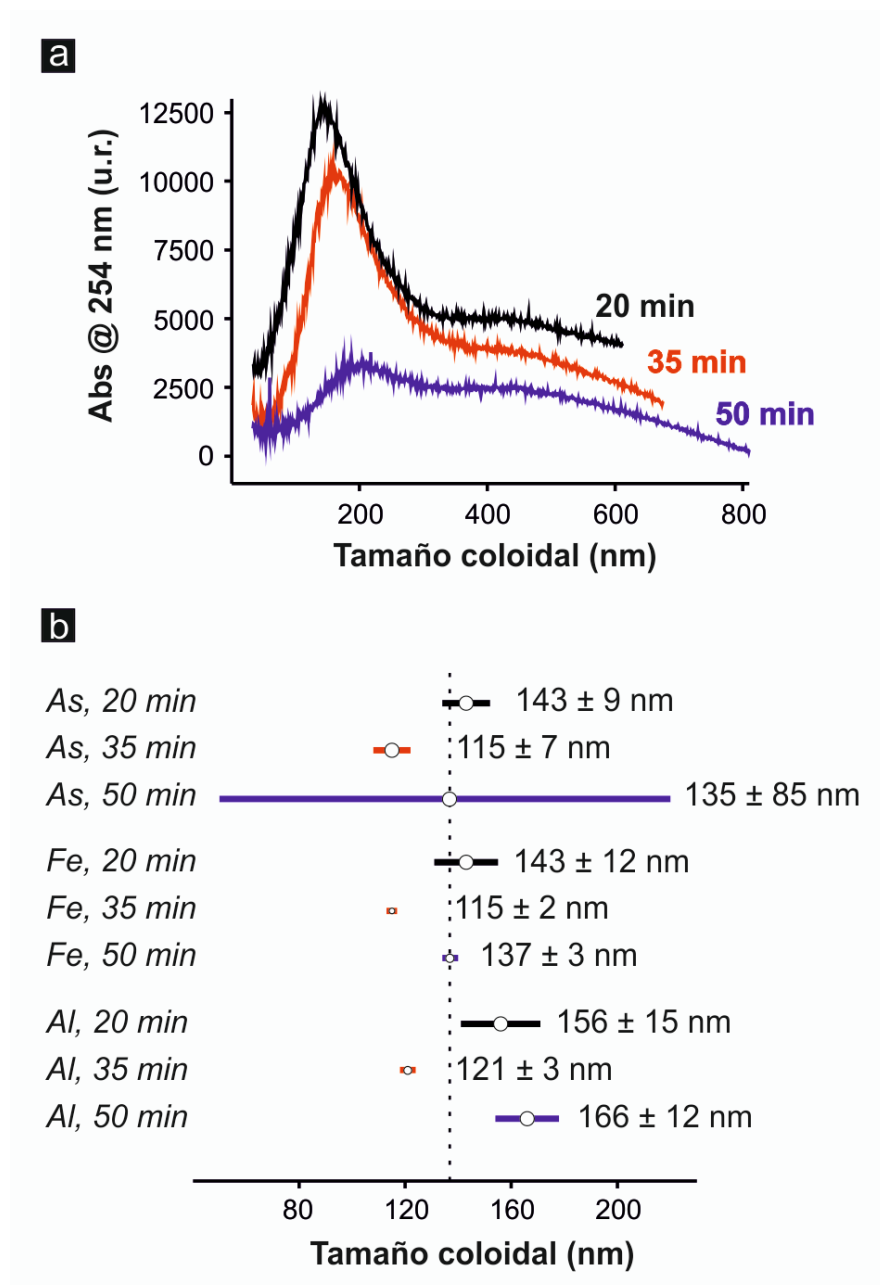 a
12500
10000
7500
5000
2500
0
Abs @ 254 nm (u.r.)
20 min
35 min
50 min
200 400 600 800
Tamaño coloidal (nm)
b
As, 20 min 143 ± 9 nm
As, 35 min 115 ± 7 nm
As, 50 min 135 ± 85 nm
Fe, 20 min 143 ± 12 nm
Fe, 35 min 115 ± 2 nm
Fe, 50 min 137 ± 3 nm
Al, 20 min 156 ± 15 nm
Al, 35 min 121 ± 3 nm
Al, 50 min 166 ± 12 nm
80 120 160 200
Tamaño coloidal (nm)